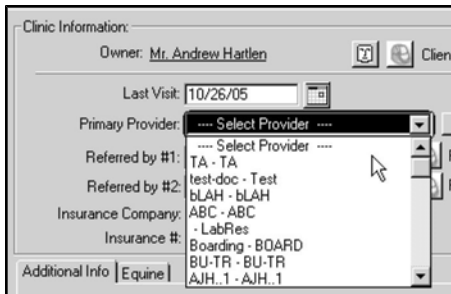 Clinic Information:
Owner: Mr. Andrew Hartlen
Clien
Last Visit: 10/26/05
Primary Provider: ---- Select Provider ----
---- Select Provider ----
Referred by #1:
TA - TA
test-doc - Test
Referred by #2:
bLAH - bLAH
Insurance Company:
ABC - ABC
- LabRes
Insurance #:
Boarding - BOARD
BU-TR - BU-TR
Additional Info Equine
AJH..1 - AJH..1